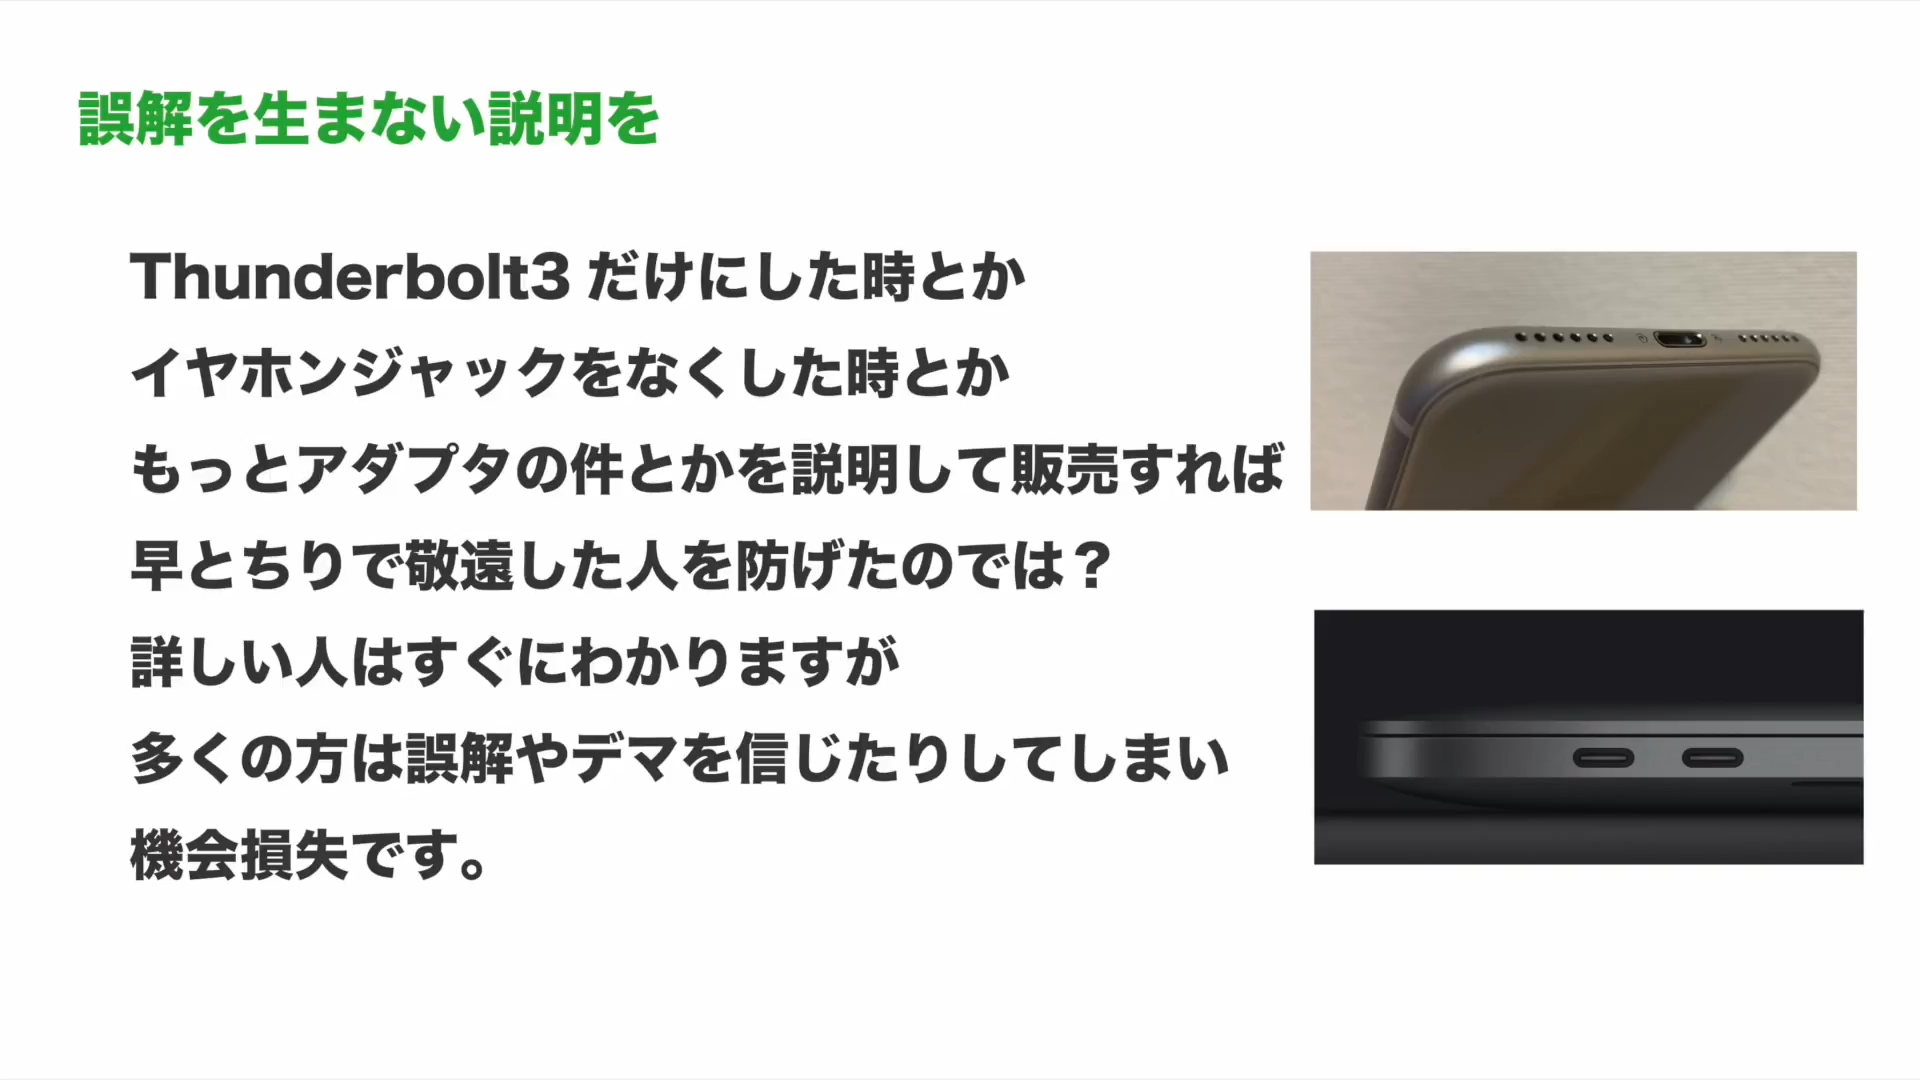 誤解を生まない説明を
Thunderbolt3 だけにした時とか
イヤホンジャックをなくした時とか
もっとアダプタの件とかを説明して販売すれば
早とちりで敬遠した人を防げたのでは？
詳しい人はすぐにわかりますが
多くの方は誤解やデマを信じたりしてしまい
機会損失です。